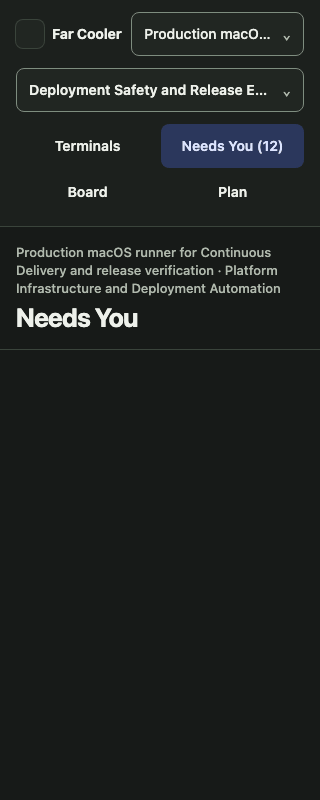 Far Cooler
Production macO...
Deployment Safety and Release E...
Terminals
Needs You (12)
Board
Plan
Production macOS runner for Continuous
Delivery and release verification · Platform
Infrastructure and Deployment Automation
Needs You